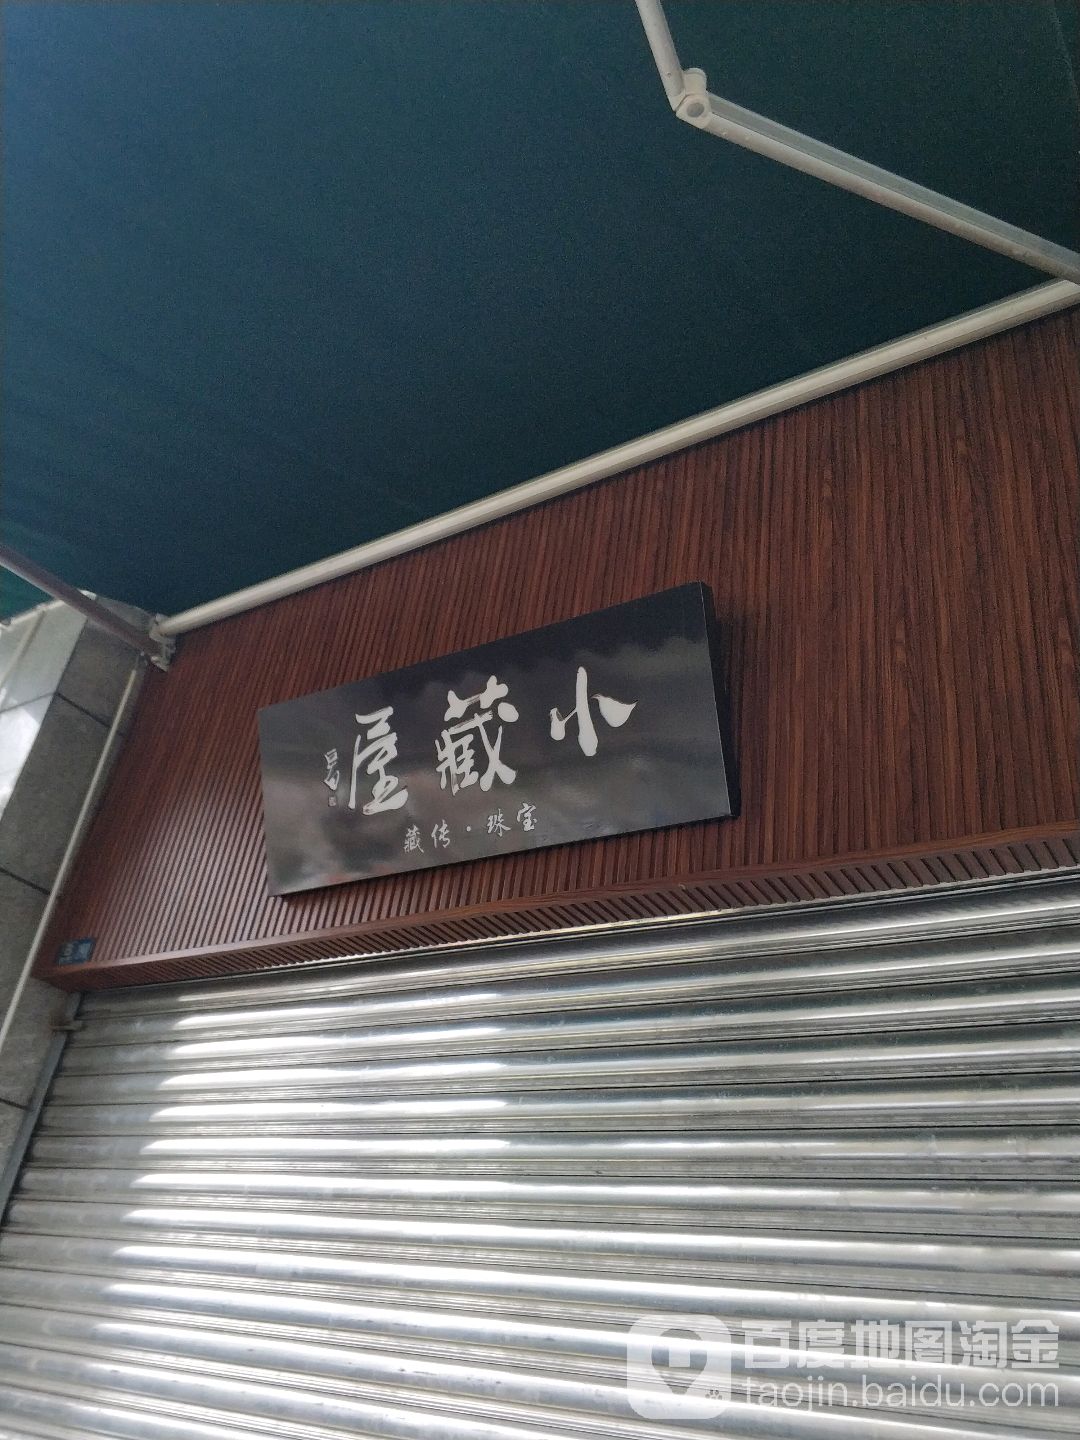 小藏屋
宝珠·传藏
百度地图淘金
taojin.baidu.com